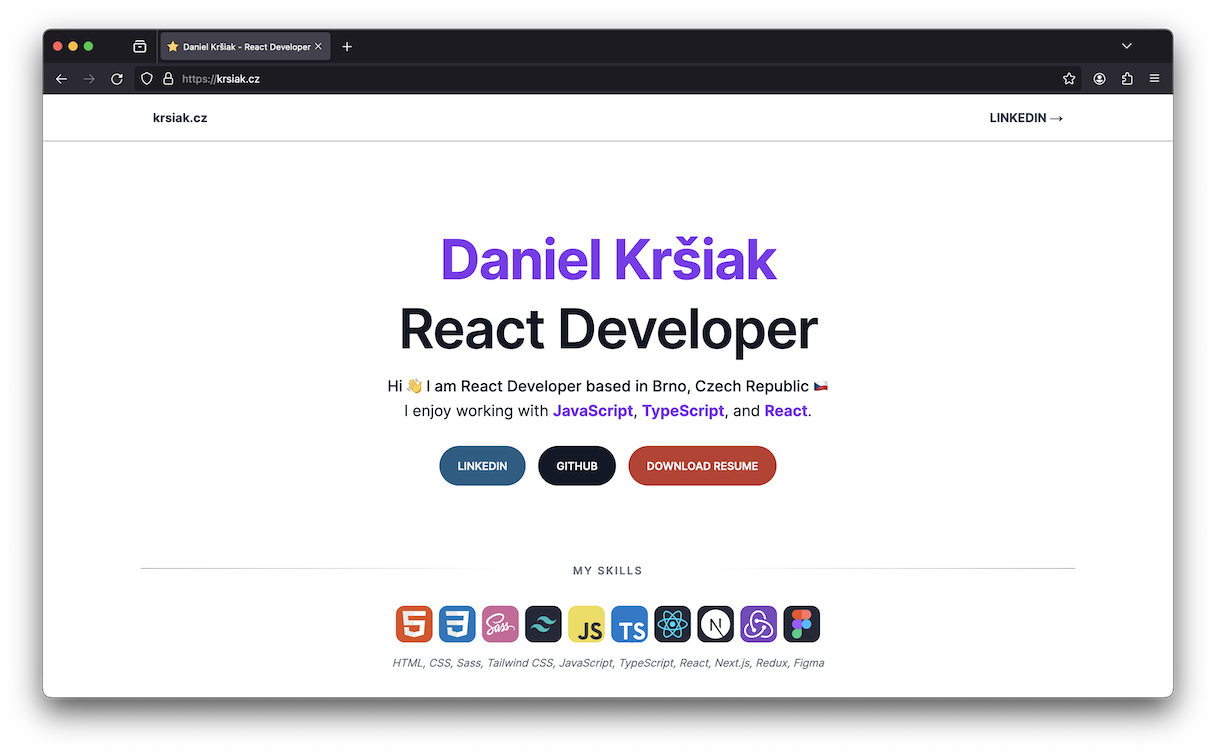 Daniel Kršiak - React Developer
https://krsiak.cz
krsiak.cz
LINKEDIN →
Daniel Kršiak
React Developer
Hi 👋 I am React Developer based in Brno, Czech Republic 🇨🇿
I enjoy working with JavaScript, TypeScript, and React.
LINKEDIN
GITHUB
DOWNLOAD RESUME
MY SKILLS
5 3 Sass JS TS N
HTML, CSS, Sass, Tailwind CSS, JavaScript, TypeScript, React, Next.js, Redux, Figma